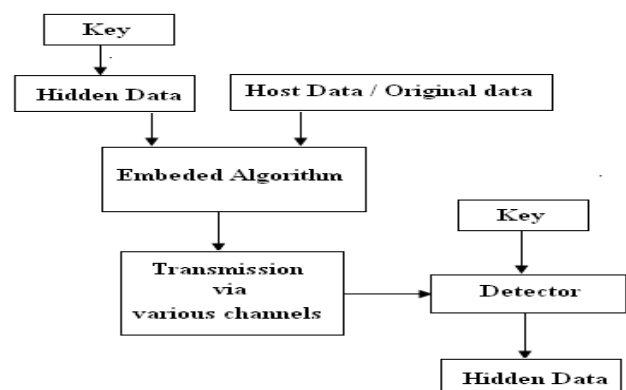 Key
Hidden Data
Host Data / Original data
Embeded Algorithm
Transmission
via
various channels
Key
Detector
Hidden Data